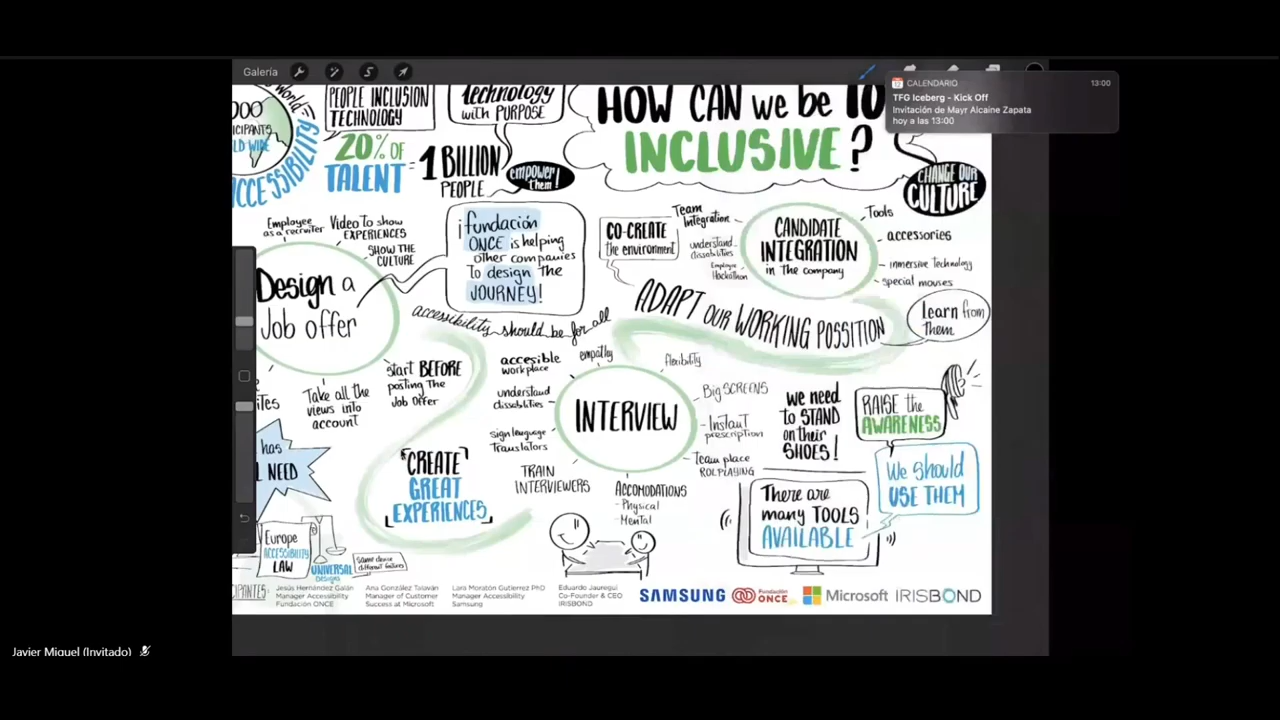 Galería
CALENDARIO
13:00
TFG Iceberg - Kick Off
Invitación de Mayr Alcaine Zapata
hoy a las 13:00
PEOPLE INCLUSION
TECHNOLOGY
Technology
with PURPOSE
HOW CAN we be TO
INCLUSIVE?
CHANGE OUR
CULTURE
World
ACCESSIBILITY
20% OF
TALENT
1 BILLION
PEOPLE
empower
them!
Employee
as a recruiter
Video to show
EXPERIENCES
SHOW THE
CULTURE
Design a
Job offer
¡fundación
ONCE is helping
other companies
To design the
JOURNEY!
CO-CREATE
the environment
Team
Integration
understand
dissabilities
Employee
Hackathon
CANDIDATE
INTEGRATION
in the company
Tools
accessories
inmersive technology
special mouses
Learn from
them
ADAPT OUR WORKING POSSITION
accessibility should be for all
Start BEFORE
posting the
Job Offer
Take all the
views into
account
has
NEED
CREATE
GREAT
EXPERIENCES
INTERVIEW
accesible
workplace
empathy
flexibility
understand
dissabilities
sign language
Translators
TRAIN
INTERVIEWERS
ACCOMODATIONS
- Physical
- Mental
Big SCREENS
- Instant
prescription
Team place
ROLPLAYING
we need
to STAND
on their
SHOES!
RAISE the
AWARENESS
We should
USE THEM
There are
many TOOLS
AVAILABLE
Europe
ACCESSIBILITY
LAW
UNIVERSAL
Designs
Jesús Hernández Galán
Manager Accessibility
Fundación ONCE
Ana González Talaván
Manager of Customer
Success at Microsoft
Lara Moratón Gutierrez PhD
Manager Accessibility
Samsung
Eduardo Jauregui
Co-Founder & CEO
IRISBOND
SAMSUNG
Fundación
ONCE
Microsoft
IRISBOND
Javier Miguel (Invitado)